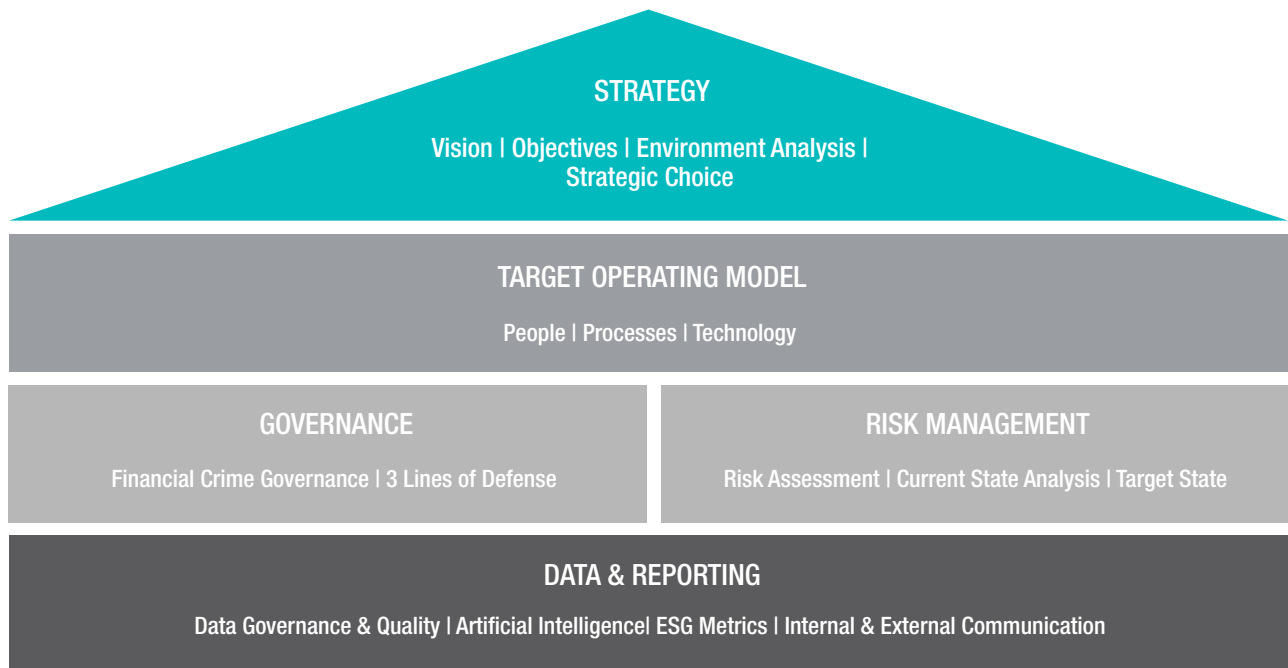 STRATEGY
Vision | Objectives | Environment Analysis |
Strategic Choice
TARGET OPERATING MODEL
People | Processes | Technology
GOVERNANCE
Financial Crime Governance | 3 Lines of Defense
RISK MANAGEMENT
Risk Assessment | Current State Analysis | Target State
DATA & REPORTING
Data Governance & Quality | Artificial Intelligence| ESG Metrics | Internal & External Communication